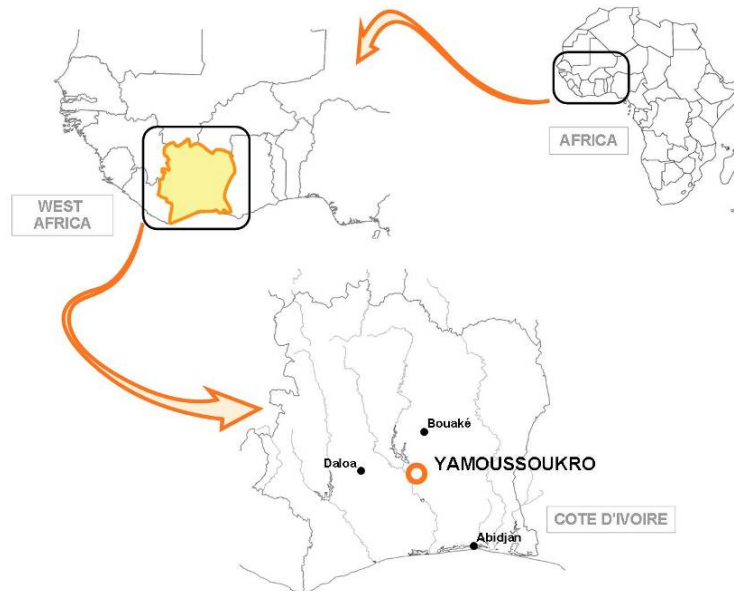 AFRICA
WEST
AFRICA
Bouaké
Daloa
YAMOUSSOUKRO
COTE D'IVOIRE
Abidjan